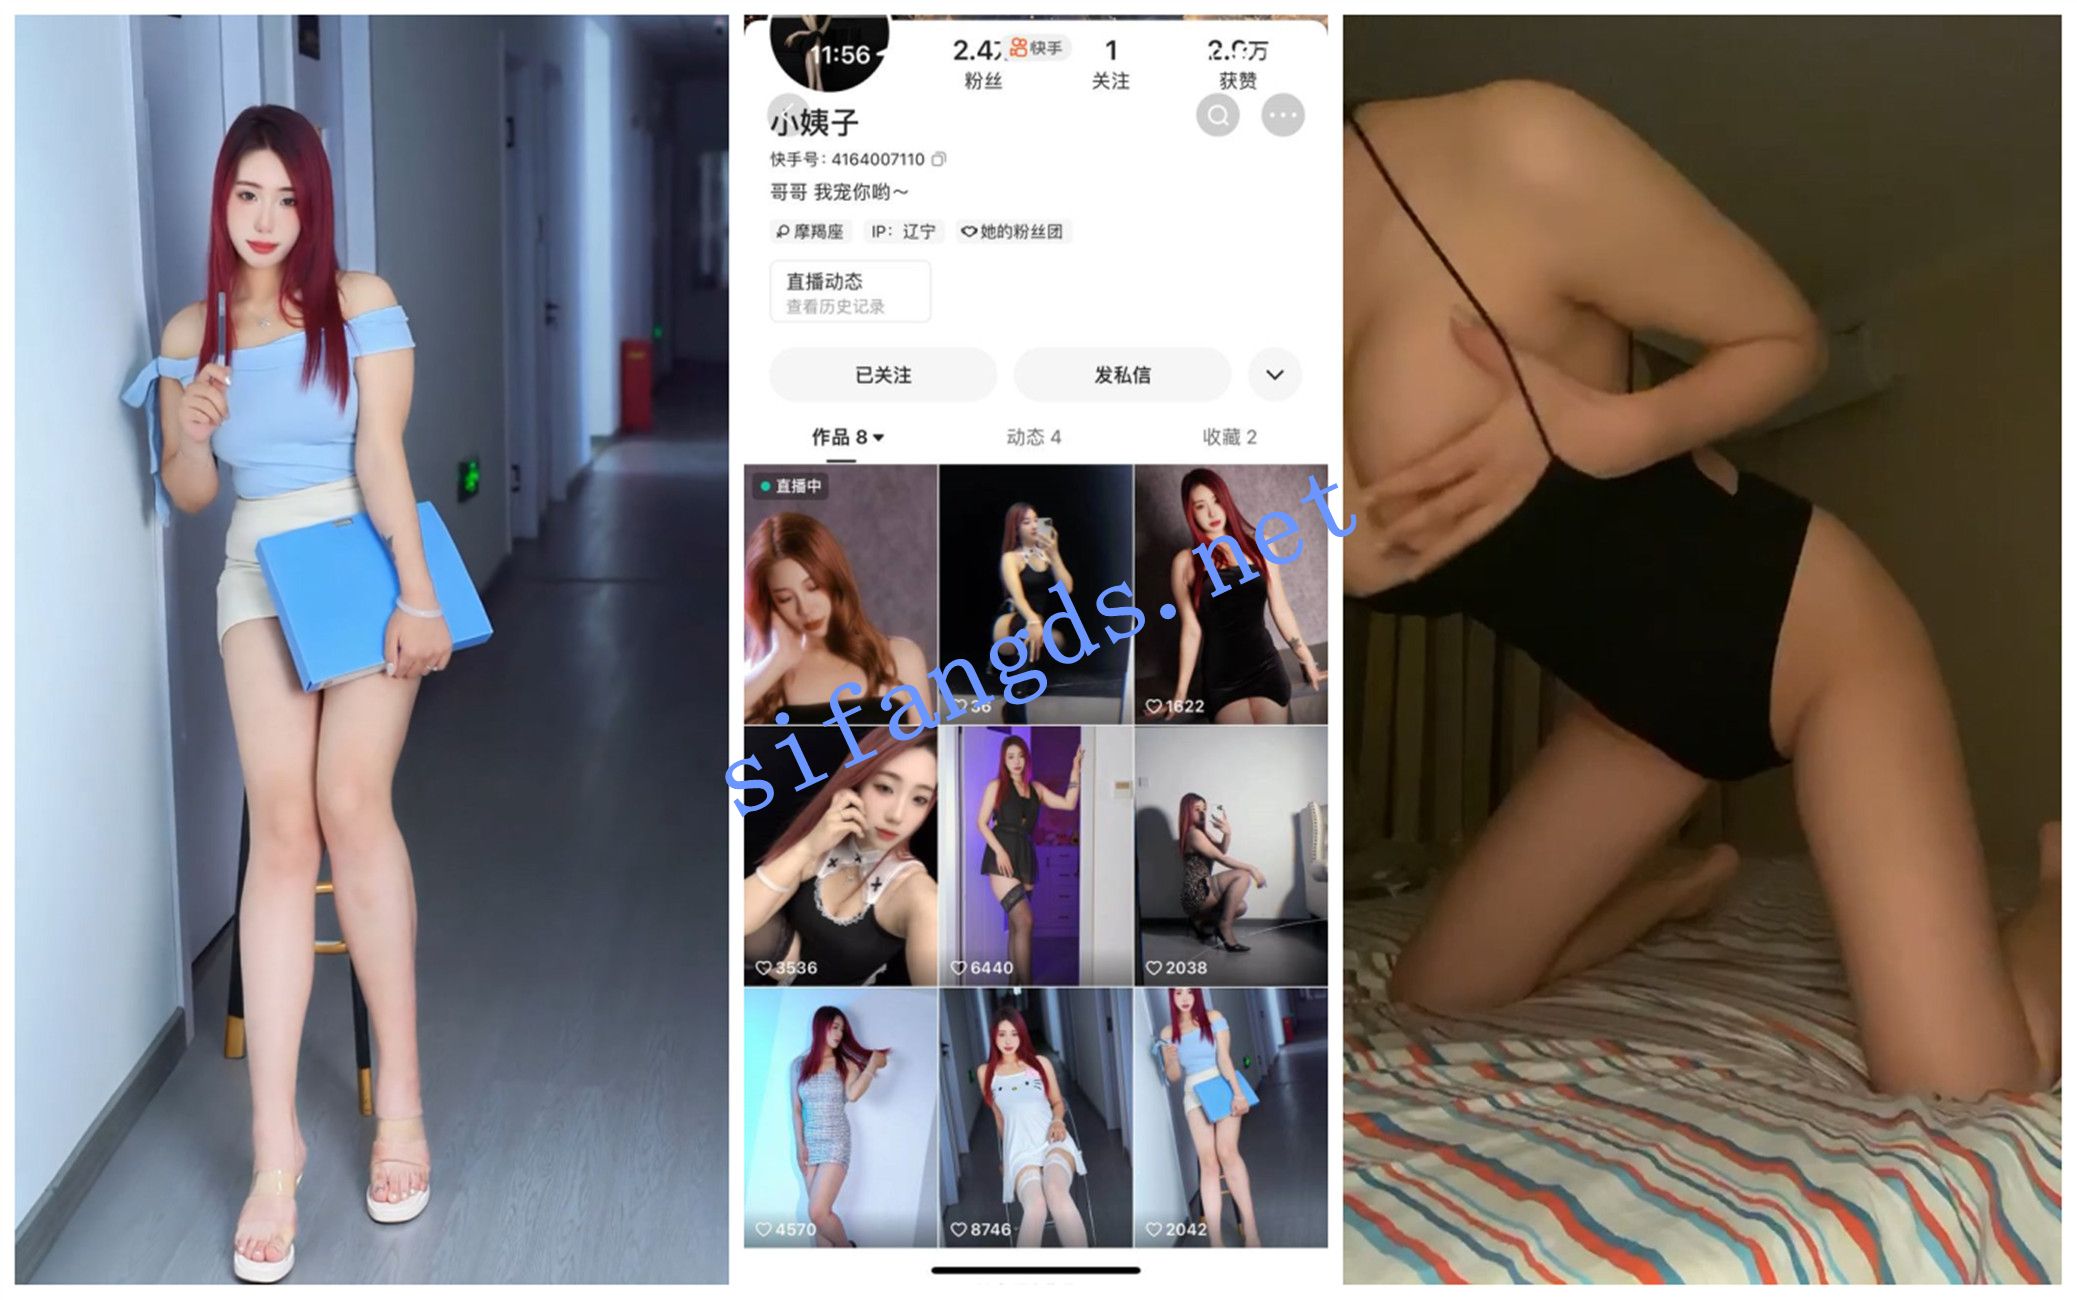 11:56
2.4万
快手
1
2.9万
粉丝
关注
获赞
小姨子
快手号：4164007110
哥哥 我宠你哟～
摩羯座
IP：辽宁
她的粉丝团
直播动态
查看历史记录
已关注
发私信
作品 8
动态 4
收藏 2
直播中
36
1622
3536
6440
2038
4570
8746
2042
sifangds.net